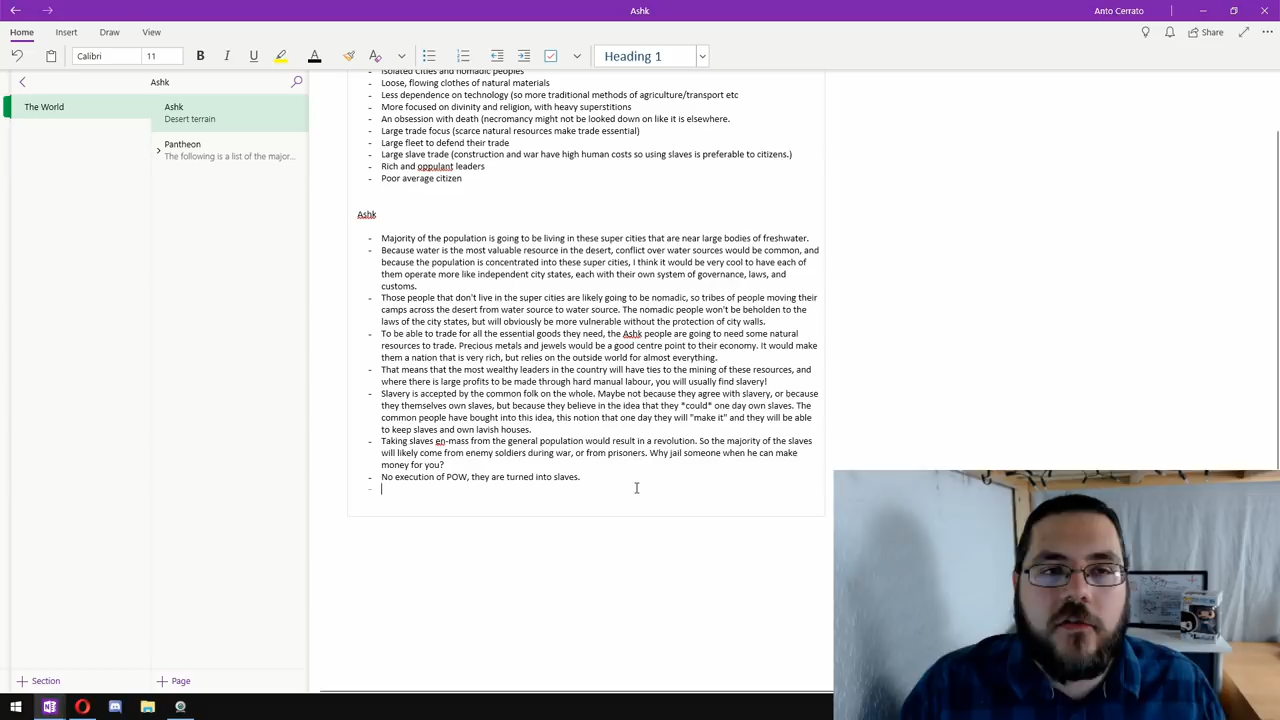 Ashk
Anto Cerrato
Home Insert Draw View
Share
Calibri 11 B I U A A Heading 1
Ashk
The World
Ashk
Desert terrain
Pantheon
The following is a list of the major...
- Isolated Cities and nomadic peoples
- Loose, flowing clothes of natural materials
- Less dependence on technology (so more traditional methods of agriculture/transport etc
- More focused on divinity and religion, with heavy superstitions
- An obsession with death (necromancy might not be looked down on like it is elsewhere.
- Large trade focus (scarce natural resources make trade essential)
- Large fleet to defend their trade
- Large slave trade (construction and war have high human costs so using slaves is preferable to citizens.)
- Rich and oppulant leaders
- Poor average citizen
Ashk
- Majority of the population is going to be living in these super cities that are near large bodies of freshwater.
- Because water is the most valuable resource in the desert, conflict over water sources would be common, and
because the population is concentrated into these super cities, I think it would be very cool to have each of
them operate more like independent city states, each with their own system of governance, laws, and
customs.
- Those people that don't live in the super cities are likely going to be nomadic, so tribes of people moving their
camps across the desert from water source to water source. The nomadic people won't be beholden to the
laws of the city states, but will obviously be more vulnerable without the protection of city walls.
- To be able to trade for all the essential goods they need, the Ashk people are going to need some natural
resources to trade. Precious metals and jewels would be a good centre point to their economy. It would make
them a nation that is very rich, but relies on the outside world for almost everything.
- That means that the most wealthy leaders in the country will have ties to the mining of these resources, and
where there is large profits to be made through hard manual labour, you will usually find slavery!
- Slavery is accepted by the common folk on the whole. Maybe not because they agree with slavery, or because
they themselves own slaves, but because they believe in the idea that they *could* one day own slaves. The
common people have bought into this idea, this notion that one day they will "make it" and they will be able
to keep slaves and own lavish houses.
- Taking slaves en-mass from the general population would result in a revolution. So the majority of the slaves
will likely come from enemy soldiers during war, or from prisoners. Why jail someone when he can make
money for you?
- No execution of POW, they are turned into slaves.
-
+ Section
+ Page